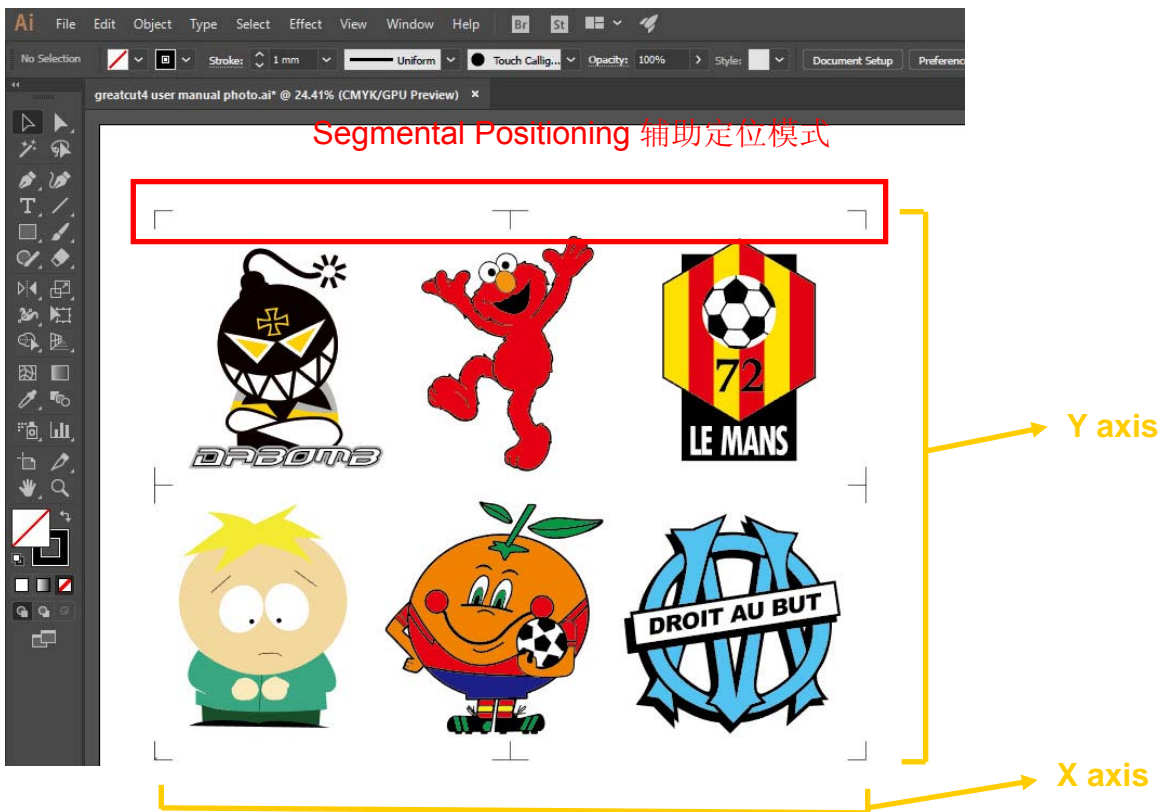 Ai File Edit Object Type Select Effect View Window Help Br St
No Selection Stroke: 1 mm Uniform Touch Callig... Opacity: 100% Style: Document Setup Preferenc
greatcut4 user manual photo.ai* @ 24.41% (CMYK/GPU Preview) ×
Segmental Positioning 辅助定位模式
72
LE MANS
DABOMB
Y axis
DROIT AU BUT
X axis